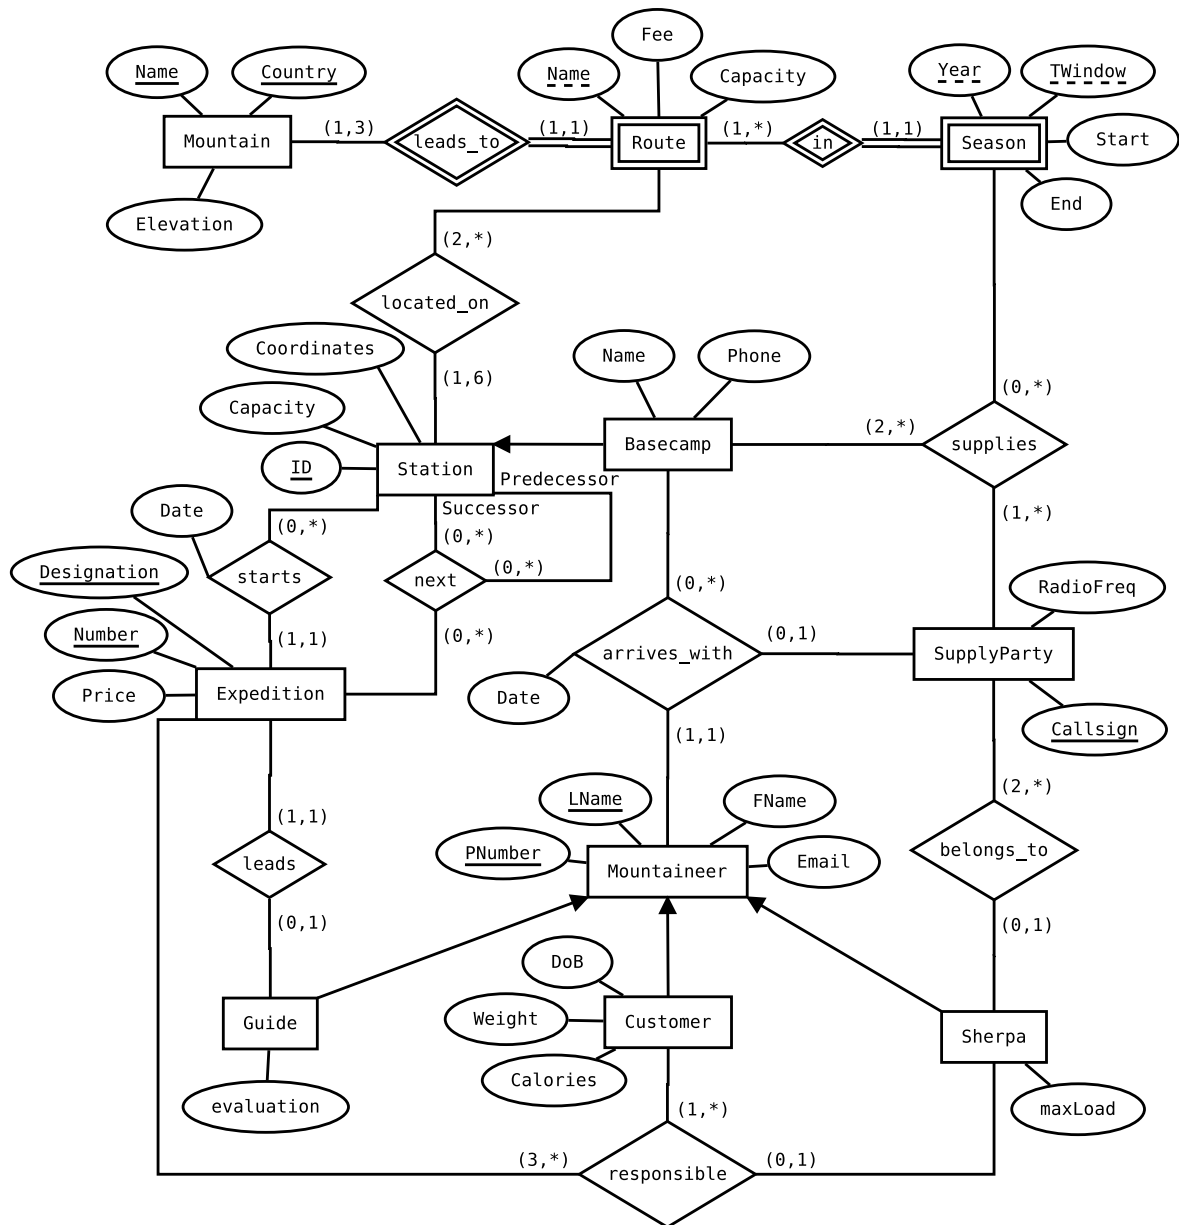 Fee
Name
Country
Name
Capacity
Year
TWindow
Mountain
(1,3)
leads_to
(1,1)
Route
(1,*)
in
(1,1)
Season
Start
Elevation
End
(2,*)
located_on
Coordinates
(1,6)
Name
Phone
(0,*)
Capacity
Basecamp
(2,*)
supplies
ID
Station
Predecessor
Date
Successor
(0,*)
(0,*)
(1,*)
Designation
starts
next
(0,*)
(0,*)
RadioFreq
Number
(1,1)
(0,*)
(0,1)
arrives_with
SupplyParty
Price
Expedition
Date
Callsign
(1,1)
(2,*)
LName
FName
(1,1)
PNumber
Email
leads
Mountaineer
belongs_to
(0,1)
(0,1)
DoB
Guide
Weight
Customer
Sherpa
evaluation
Calories
(1,*)
maxLoad
(3,*)
responsible
(0,1)